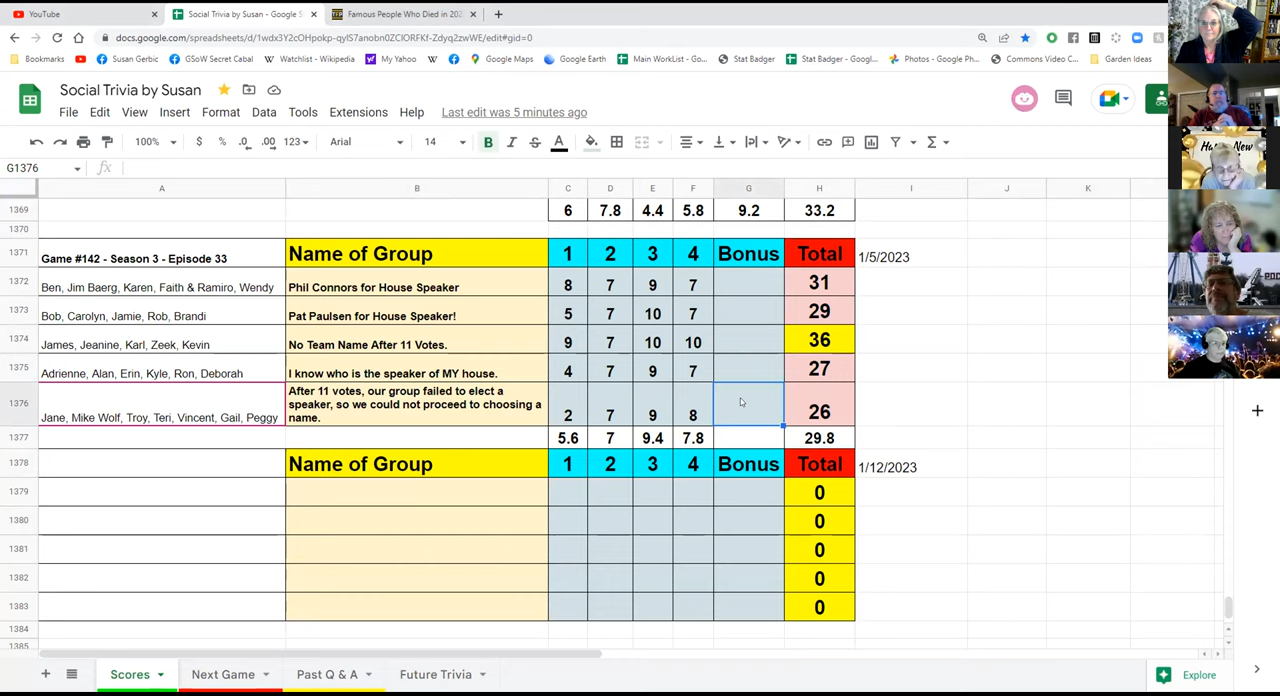 YouTube
Social Trivia by Susan - Google S
Famous People Who Died in 202
docs.google.com/spreadsheets/d/1wdx3Y2cOHpokp-qyIS7anobn0ZClORFKf-Zdyq2zwWE/edit#gid=0
Bookmarks Susan Gerbic GSoW Secret Cabal Watchlist - Wikipedia My Yahoo Google Maps Google Earth Main WorkList - Go... Stat Badger Stat Badger - Googl... Photos - Google Ph... Commons Video C... Garden Ideas
Social Trivia by Susan
File Edit View Insert Format Data Tools Extensions Help Last edit was 5 minutes ago
100% $ % .0 .00 123 Arial 14 B I S A Σ
G1376 fx
A B C D E F G H I J K
1369 6 7.8 4.4 5.8 9.2 33.2
1370
1371 Game #142 - Season 3 - Episode 33 Name of Group 1 2 3 4 Bonus Total 1/5/2023
1372 Ben, Jim Baerg, Karen, Faith & Ramiro, Wendy Phil Connors for House Speaker 8 7 9 7 31
1373 Bob, Carolyn, Jamie, Rob, Brandi Pat Paulsen for House Speaker! 5 7 10 7 29
1374 James, Jeanine, Karl, Zeek, Kevin No Team Name After 11 Votes. 9 7 10 10 36
1375 Adrienne, Alan, Erin, Kyle, Ron, Deborah I know who is the speaker of MY house. 4 7 9 7 27
After 11 votes, our group failed to elect a
speaker, so we could not proceed to choosing a
name.
1376 Jane, Mike Wolf, Troy, Teri, Vincent, Gail, Peggy 2 7 9 8 26
1377 5.6 7 9.4 7.8 29.8
1378 Name of Group 1 2 3 4 Bonus Total 1/12/2023
1379 0
1380 0
1381 0
1382 0
1383 0
1384
1385
Scores Next Game Past Q & A Future Trivia Explore